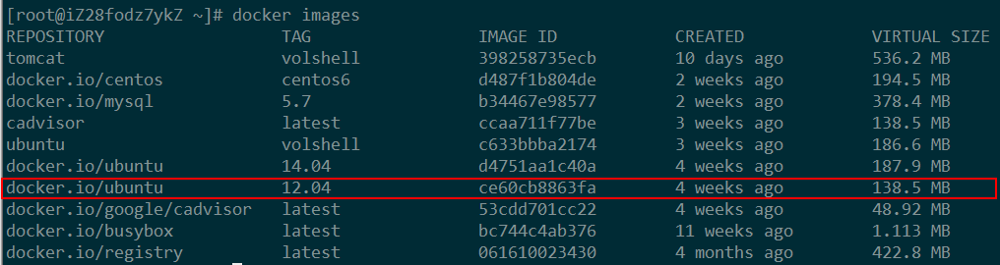 [root@iZ28fodz7ykZ ~]# docker images
REPOSITORY TAG IMAGE ID CREATED VIRTUAL SIZE
tomcat volshell 398258735ecb 10 days ago 536.2 MB
docker.io/centos centos6 d487f1b804de 2 weeks ago 194.5 MB
docker.io/mysql 5.7 b34467e98577 2 weeks ago 378.4 MB
cadvisor latest ccaa711f77be 3 weeks ago 138.5 MB
ubuntu volshell c633bbba2174 3 weeks ago 186.6 MB
docker.io/ubuntu 14.04 d4751aa1c40a 4 weeks ago 187.9 MB
docker.io/ubuntu 12.04 ce60cb8863fa 4 weeks ago 138.5 MB
docker.io/google/cadvisor latest 53cdd701cc22 4 weeks ago 48.92 MB
docker.io/busybox latest bc744c4ab376 11 weeks ago 1.113 MB
docker.io/registry latest 061610023430 4 months ago 422.8 MB